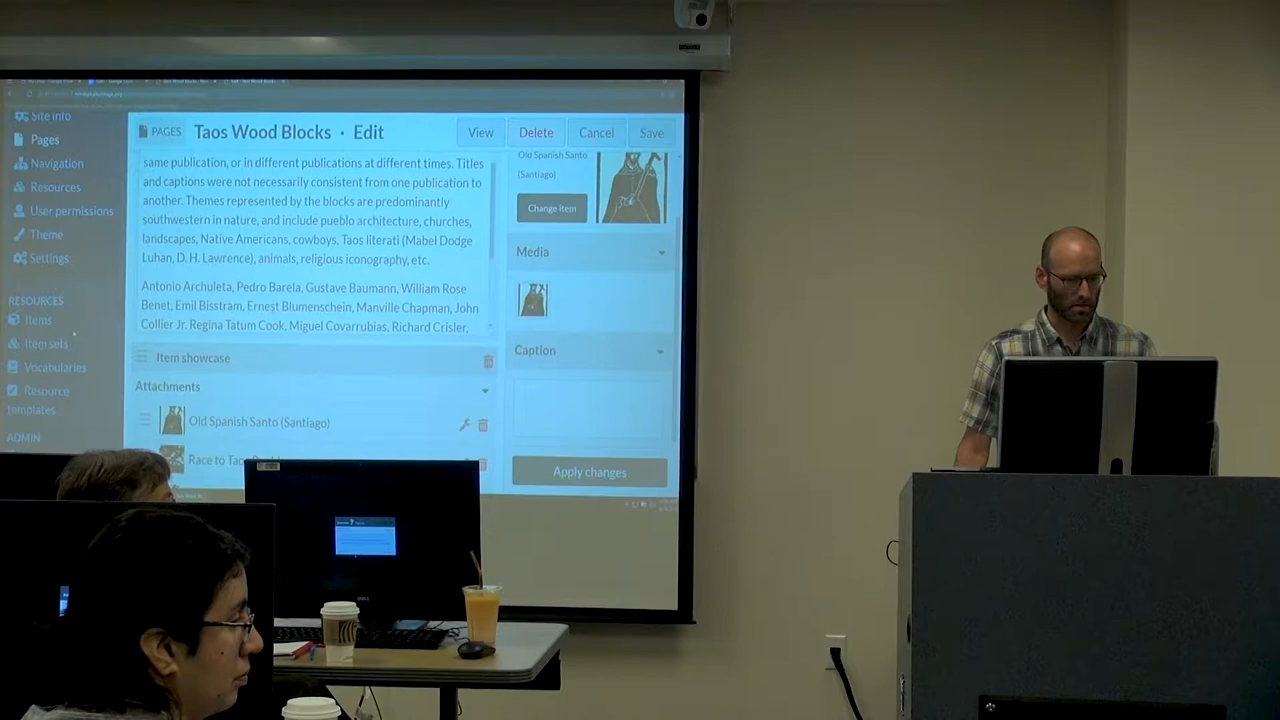 Site info
Pages
Navigation
Resources
User permissions
Theme
Settings
RESOURCES
Items
Item sets
Vocabularies
Resource
templates
ADMIN
PAGES
Taos Wood Blocks · Edit
View
Delete
Cancel
Save
same publication, or in different publications at different times. Titles
and captions were not necessarily consistent from one publication to
another. Themes represented by the blocks are predominantly
southwestern in nature, and include pueblo architecture, churches,
landscapes, Native Americans, cowboys, Taos literati (Mabel Dodge
Luhan, D. H. Lawrence), animals, religious iconography, etc.
Antonio Archuleta, Pedro Barela, Gustave Baumann, William Rose
Benet, Emil Bisstram, Ernest Blumenschein, Manville Chapman, John
Collier Jr. Regina Tatum Cook, Miguel Covarrubias, Richard Crisler,
Item showcase
Attachments
Old Spanish Santo (Santiago)
Race to Taos
Old Spanish Santo
(Santiago)
Change item
Media
Caption
Apply changes
DELL